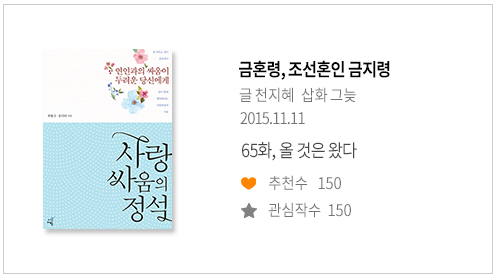 연인과의 싸움이
두려운 당신에게
사랑
싸움의
정석
금혼령, 조선혼인 금지령
글 천지혜 삽화 그늦
2015.11.11
65화, 올 것은 왔다
추천수 150
관심작수 150